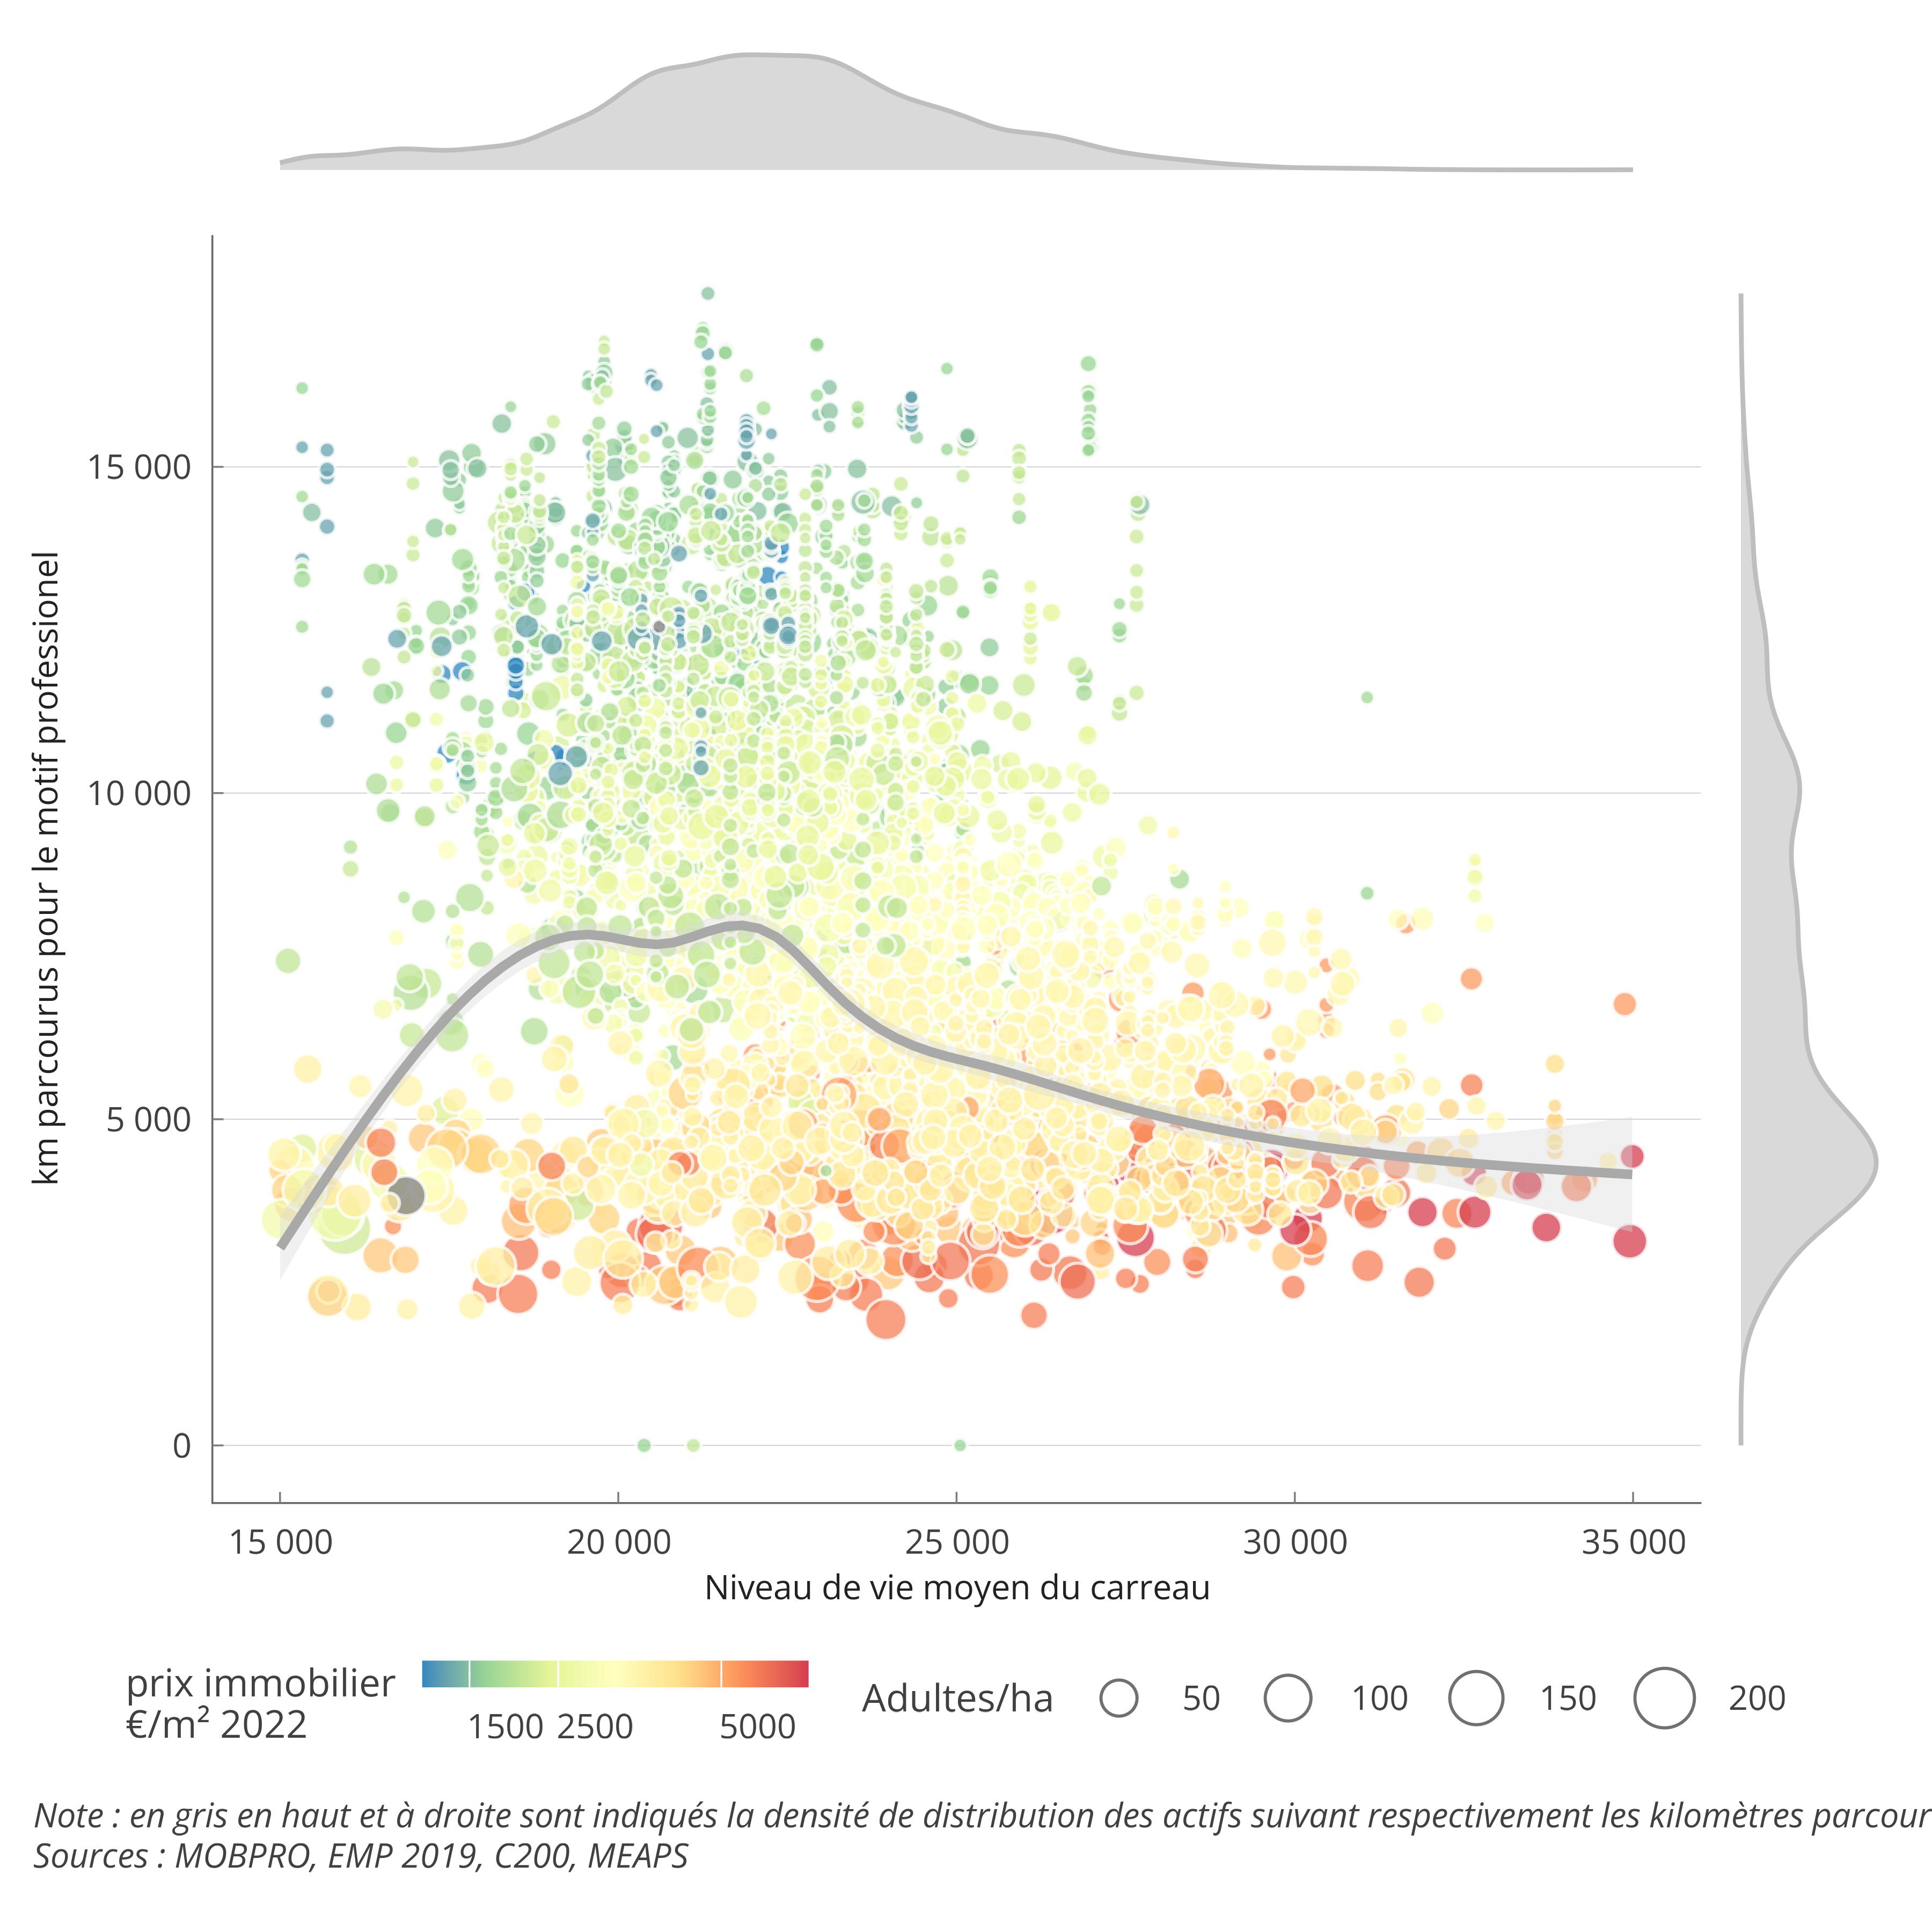 km parcourus pour le motif professionel
15 000
10 000
5 000
0
15 000 20 000 25 000 30 000 35 000
Niveau de vie moyen du carreau
prix immobilier
€/m² 2022
1500 2500 5000
Adultes/ha 50 100 150 200
Note : en gris en haut et à droite sont indiqués la densité de distribution des actifs suivant respectivement les kilomètres parcour
Sources : MOBPRO, EMP 2019, C200, MEAPS